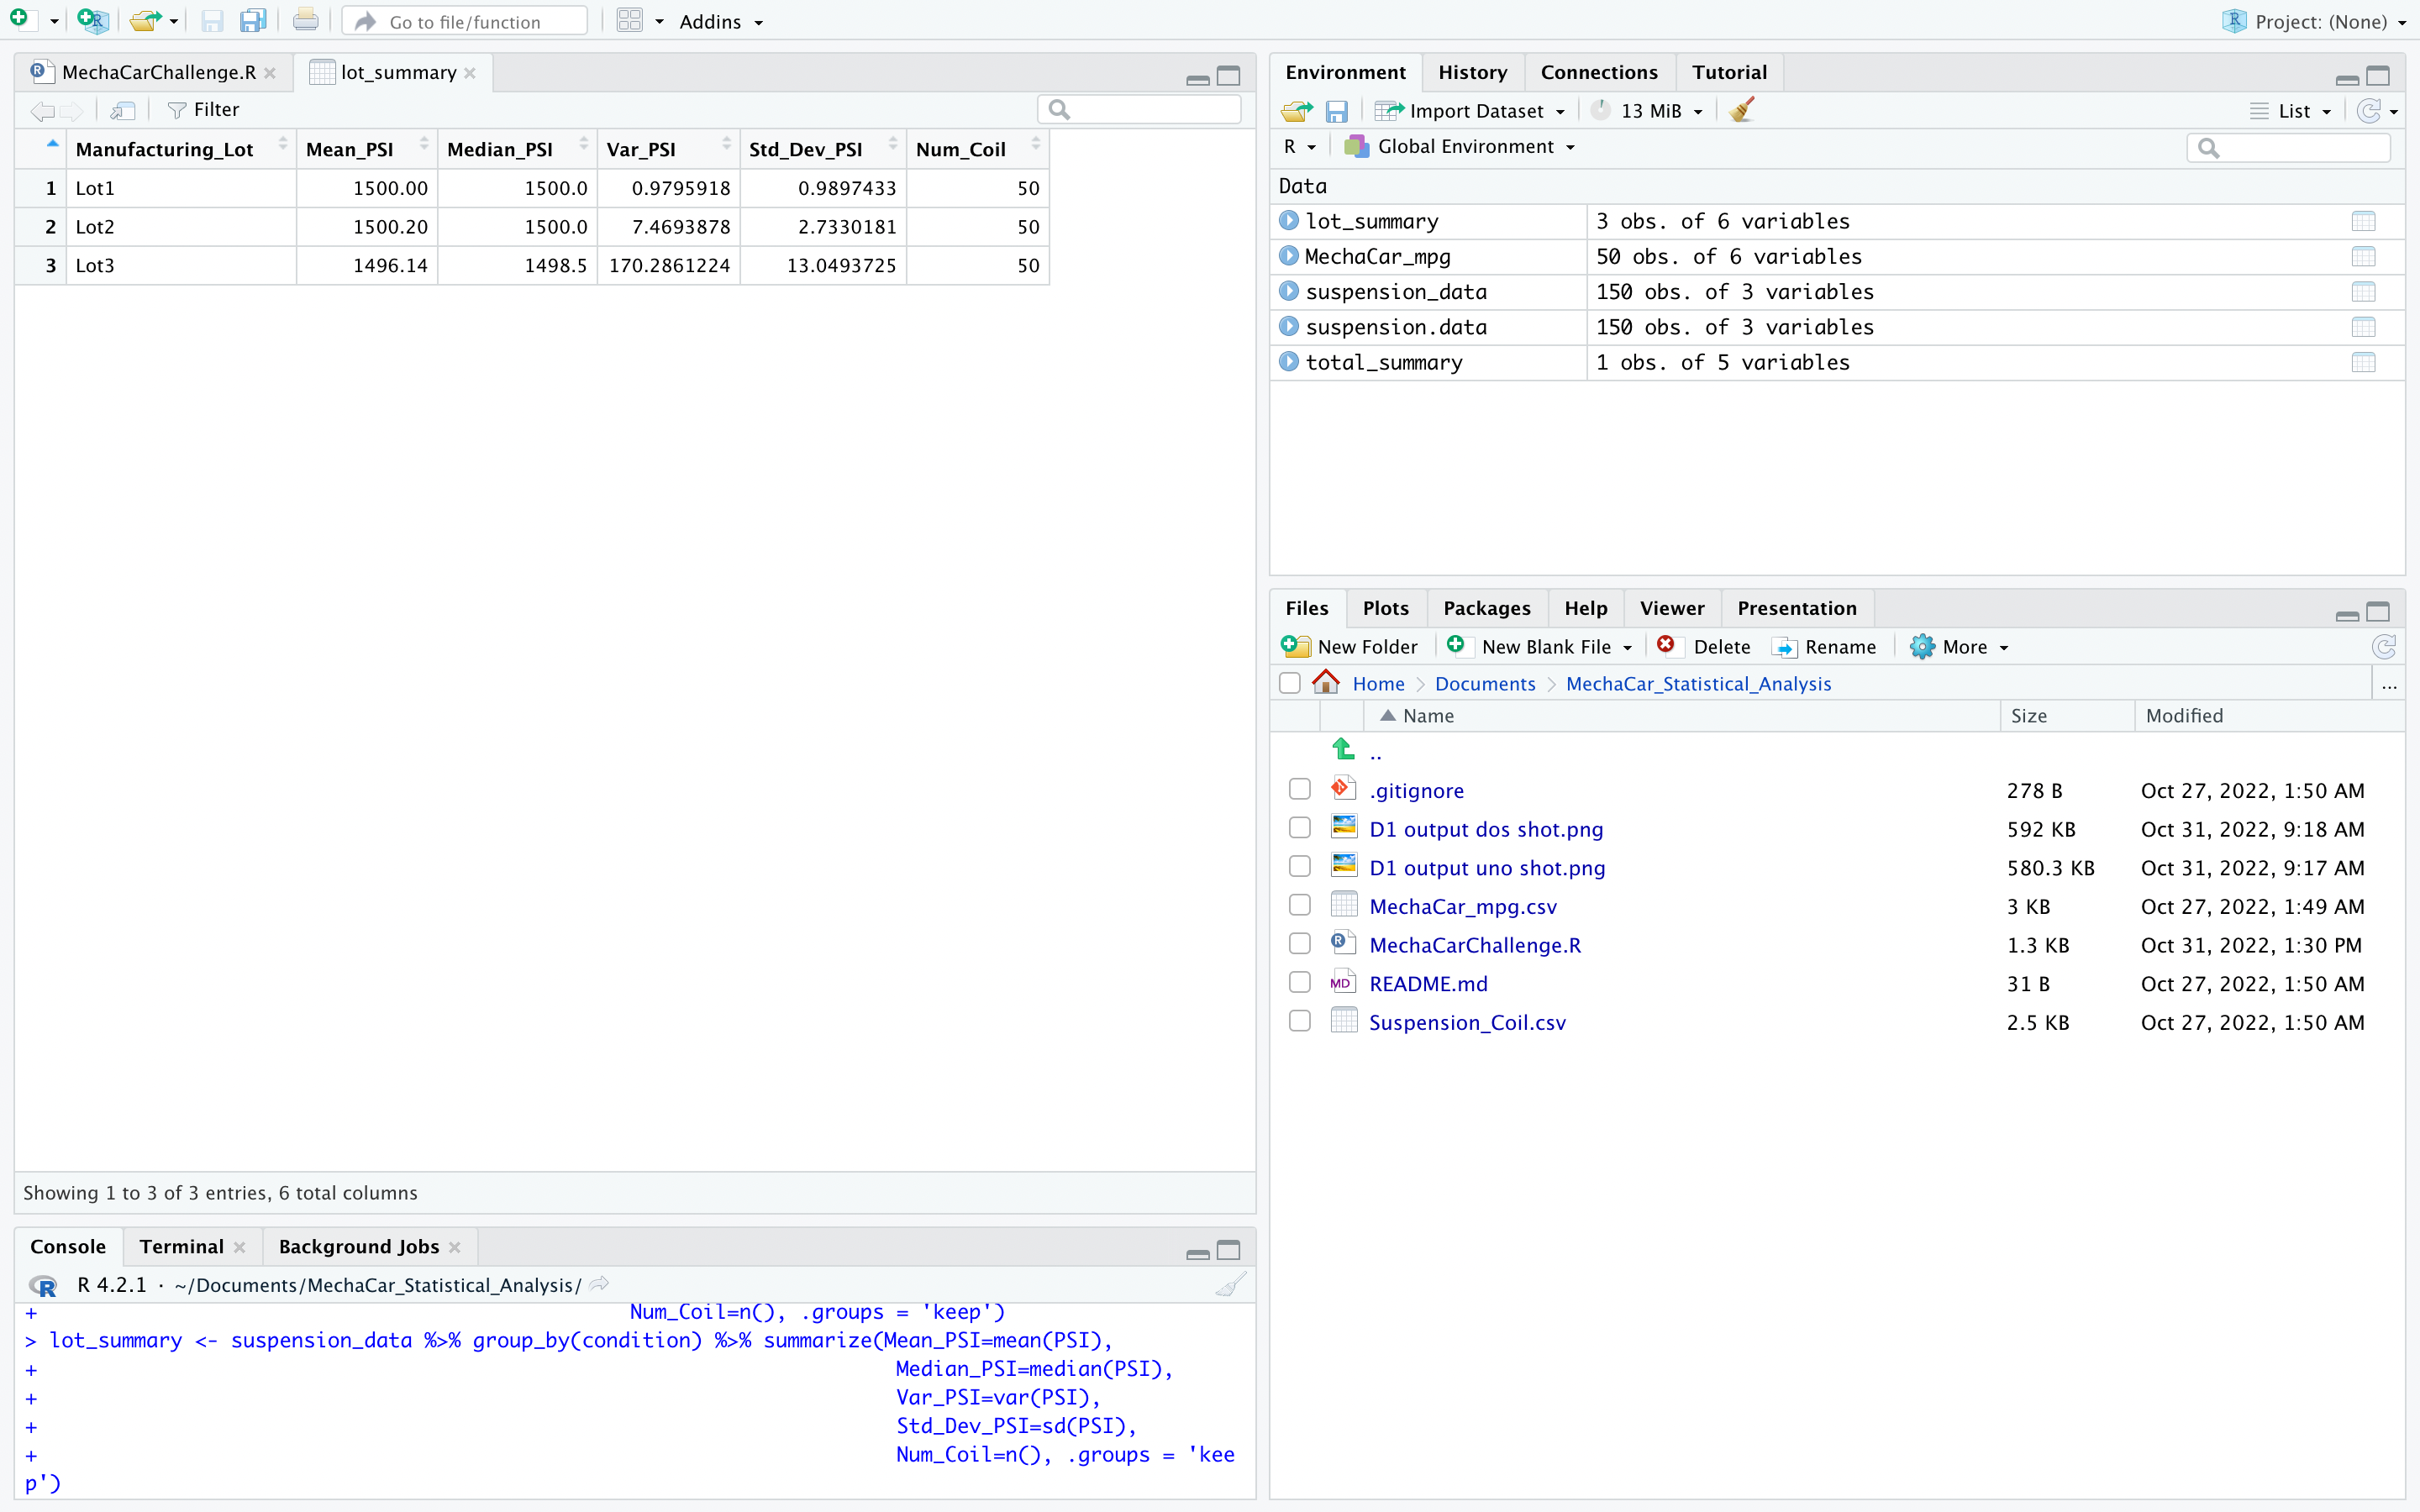 Go to file/function Addins Project: (None)
MechaCarChallenge.R lot_summary
Filter
Manufacturing_Lot Mean_PSI Median_PSI Var_PSI Std_Dev_PSI Num_Coil
1 Lot1 1500.00 1500.0 0.9795918 0.9897433 50
2 Lot2 1500.20 1500.0 7.4693878 2.7330181 50
3 Lot3 1496.14 1498.5 170.2861224 13.0493725 50
Showing 1 to 3 of 3 entries, 6 total columns
Console Terminal Background Jobs
R 4.2.1 · ~/Documents/MechaCar_Statistical_Analysis/
+ Num_Coil=n(), .groups = 'keep')
> lot_summary <- suspension_data %>% group_by(condition) %>% summarize(Mean_PSI=mean(PSI),
+ Median_PSI=median(PSI),
+ Var_PSI=var(PSI),
+ Std_Dev_PSI=sd(PSI),
+ Num_Coil=n(), .groups = 'kee
p')
Environment History Connections Tutorial
Import Dataset 13 MiB List
R Global Environment
Data
lot_summary 3 obs. of 6 variables
MechaCar_mpg 50 obs. of 6 variables
suspension_data 150 obs. of 3 variables
suspension.data 150 obs. of 3 variables
total_summary 1 obs. of 5 variables
Files Plots Packages Help Viewer Presentation
New Folder New Blank File Delete Rename More
Home Documents MechaCar_Statistical_Analysis ...
Name Size Modified
..
.gitignore 278 B Oct 27, 2022, 1:50 AM
D1 output dos shot.png 592 KB Oct 31, 2022, 9:18 AM
D1 output uno shot.png 580.3 KB Oct 31, 2022, 9:17 AM
MechaCar_mpg.csv 3 KB Oct 27, 2022, 1:49 AM
MechaCarChallenge.R 1.3 KB Oct 31, 2022, 1:30 PM
MD README.md 31 B Oct 27, 2022, 1:50 AM
Suspension_Coil.csv 2.5 KB Oct 27, 2022, 1:50 AM